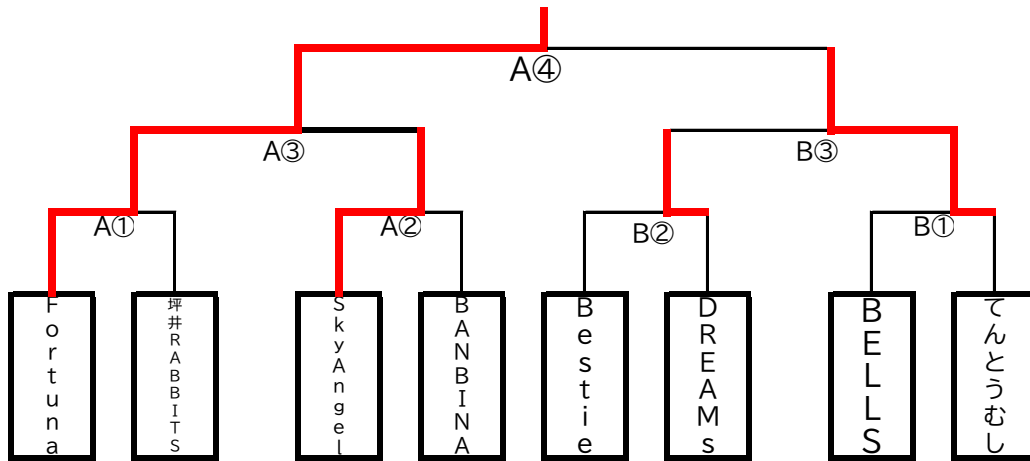 A④
A③
B③
A①
A②
B②
B①
Fortuna
坪井RABBITS
SkyAngel
BANBINA
Bestie
DREAMs
BELLS
てんとうむし